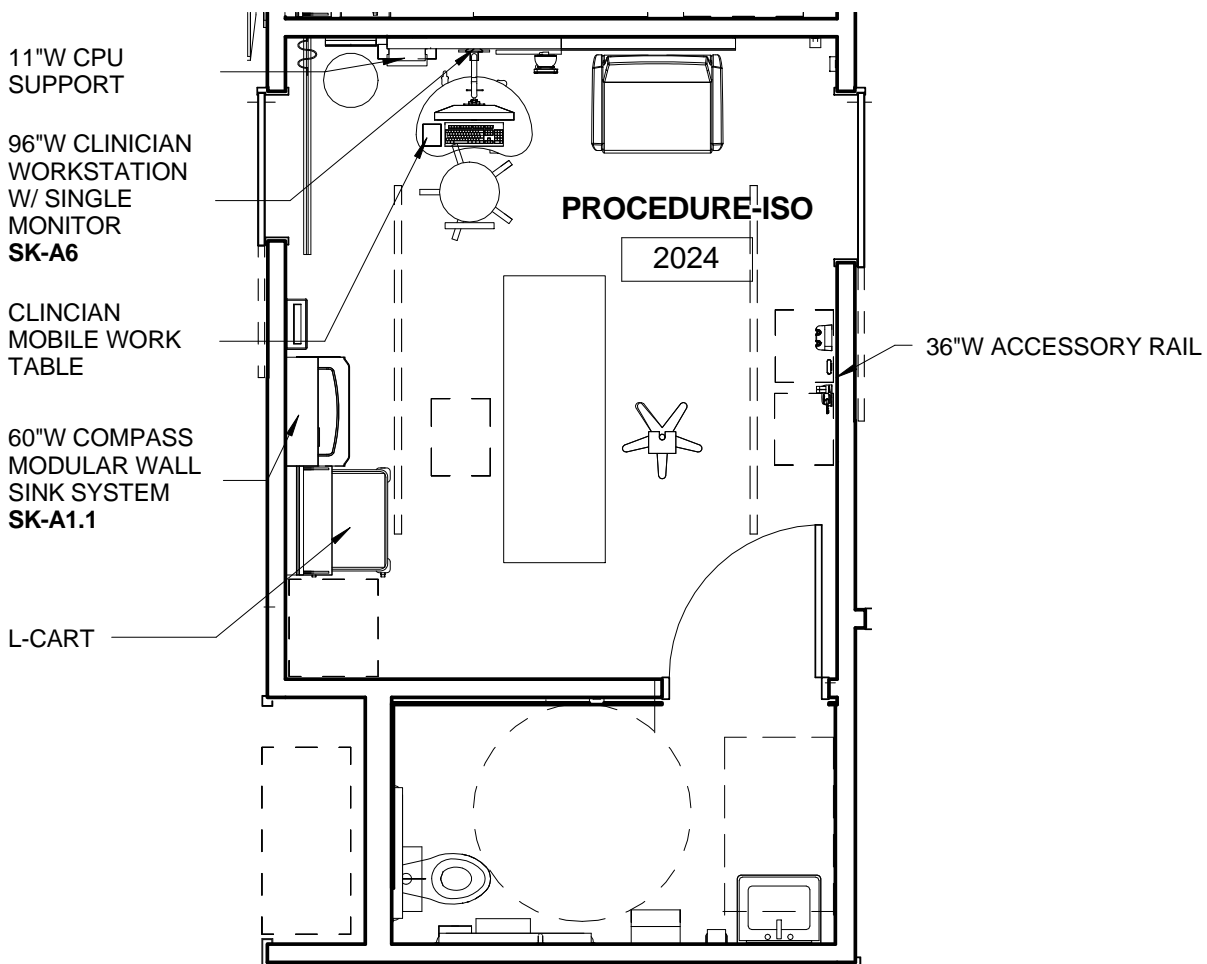 11"W CPU
SUPPORT
96"W CLINICIAN
WORKSTATION
W/ SINGLE
MONITOR
SK-A6
CLINCIAN
MOBILE WORK
TABLE
60"W COMPASS
MODULAR WALL
SINK SYSTEM
SK-A1.1
L-CART
PROCEDURE-ISO
2024
36"W ACCESSORY RAIL